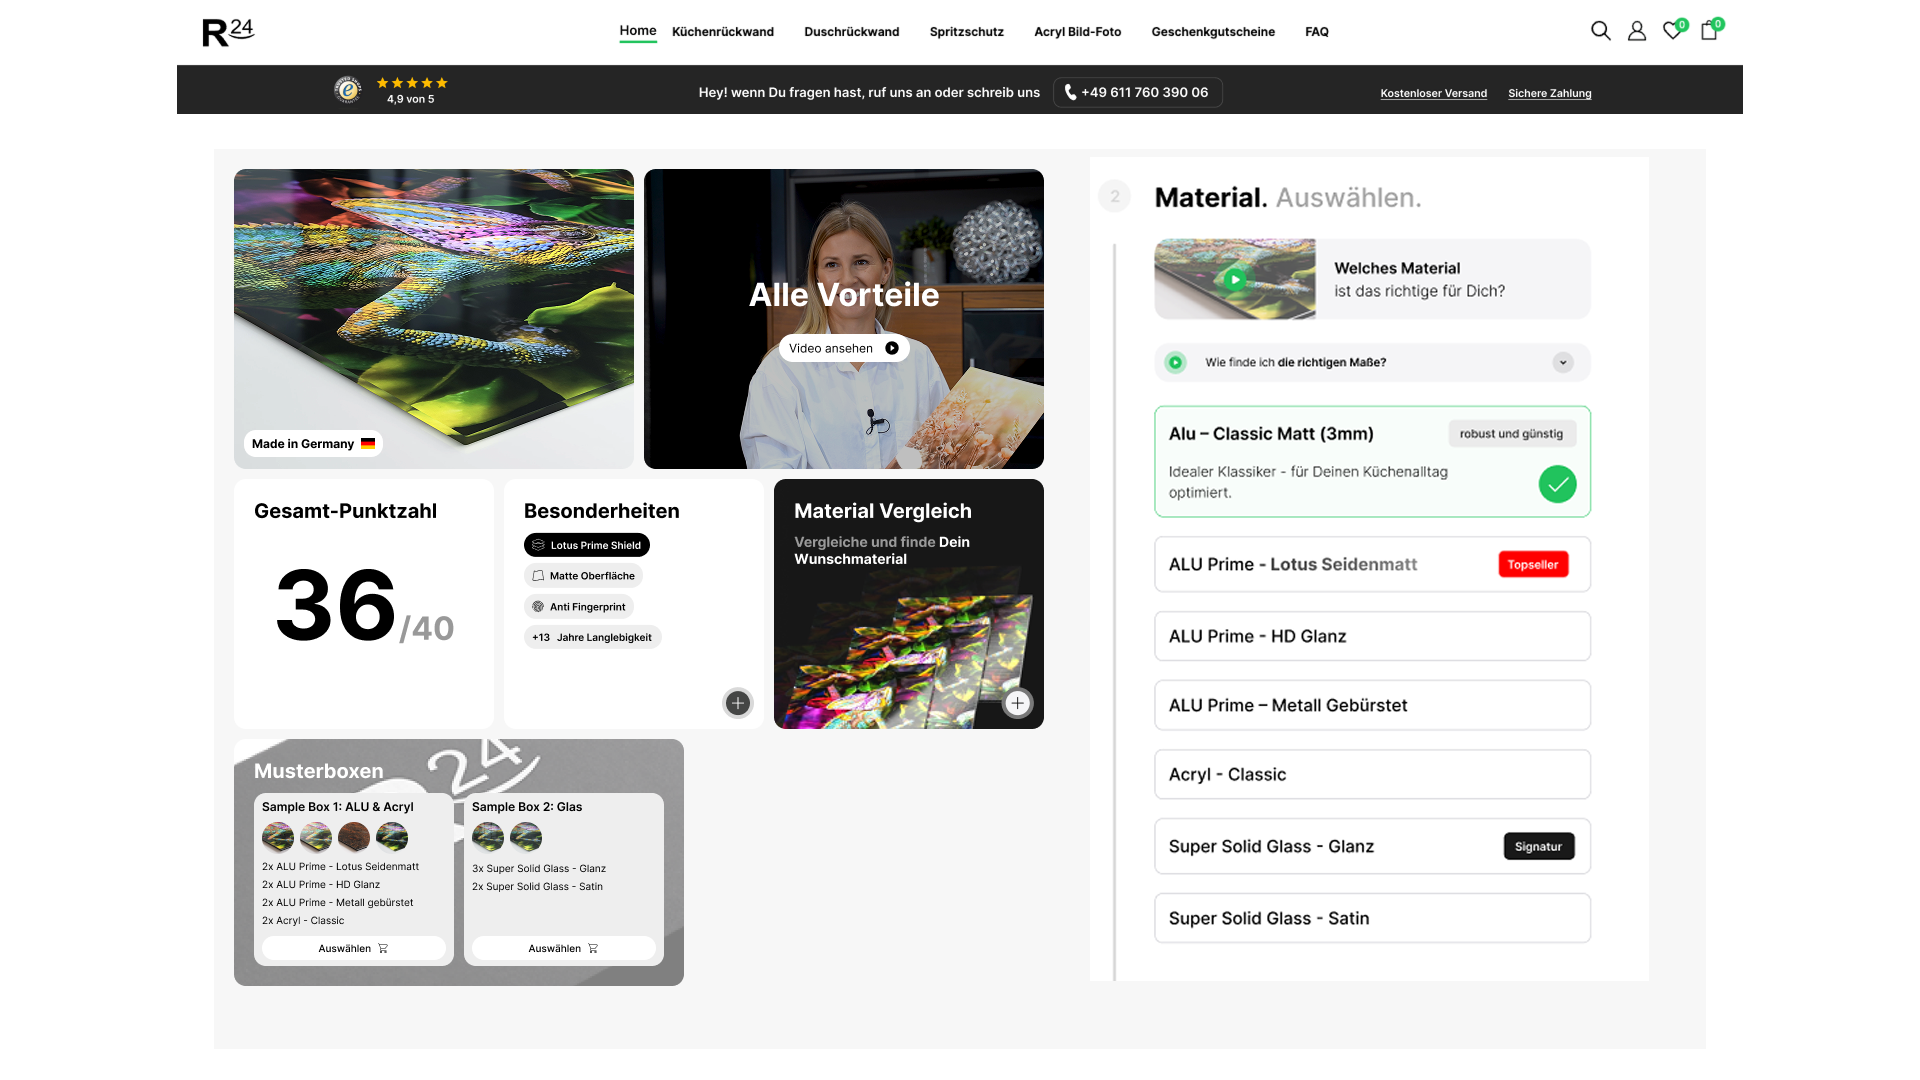 R24
Home
Küchenrückwand
Duschrückwand
Spritzschutz
Acryl Bild-Foto
Geschenkgutscheine
FAQ
0
0
4,9 von 5
Hey! wenn Du fragen hast, ruf uns an oder schreib uns
+49 611 760 390 06
Kostenloser Versand
Sichere Zahlung
Made in Germany
Alle Vorteile
Video ansehen
Gesamt-Punktzahl
36/40
Besonderheiten
Lotus Prime Shield
Matte Oberfläche
Anti Fingerprint
+13 Jahre Langlebigkeit
Material Vergleich
Vergleiche und finde Dein
Wunschmaterial
24
Musterboxen
Sample Box 1: ALU & Acryl
2x ALU Prime - Lotus Seidenmatt
2x ALU Prime - HD Glanz
2x ALU Prime - Metall gebürstet
2x Acryl - Classic
Auswählen
Sample Box 2: Glas
3x Super Solid Glass - Glanz
2x Super Solid Glass - Satin
Auswählen
2
Material. Auswählen.
Welches Material
ist das richtige für Dich?
Wie finde ich die richtigen Maße?
Alu – Classic Matt (3mm)
robust und günstig
Idealer Klassiker - für Deinen Küchenalltag
optimiert.
ALU Prime - Lotus Seidenmatt
Topseller
ALU Prime - HD Glanz
ALU Prime – Metall Gebürstet
Acryl - Classic
Super Solid Glass - Glanz
Signatur
Super Solid Glass - Satin